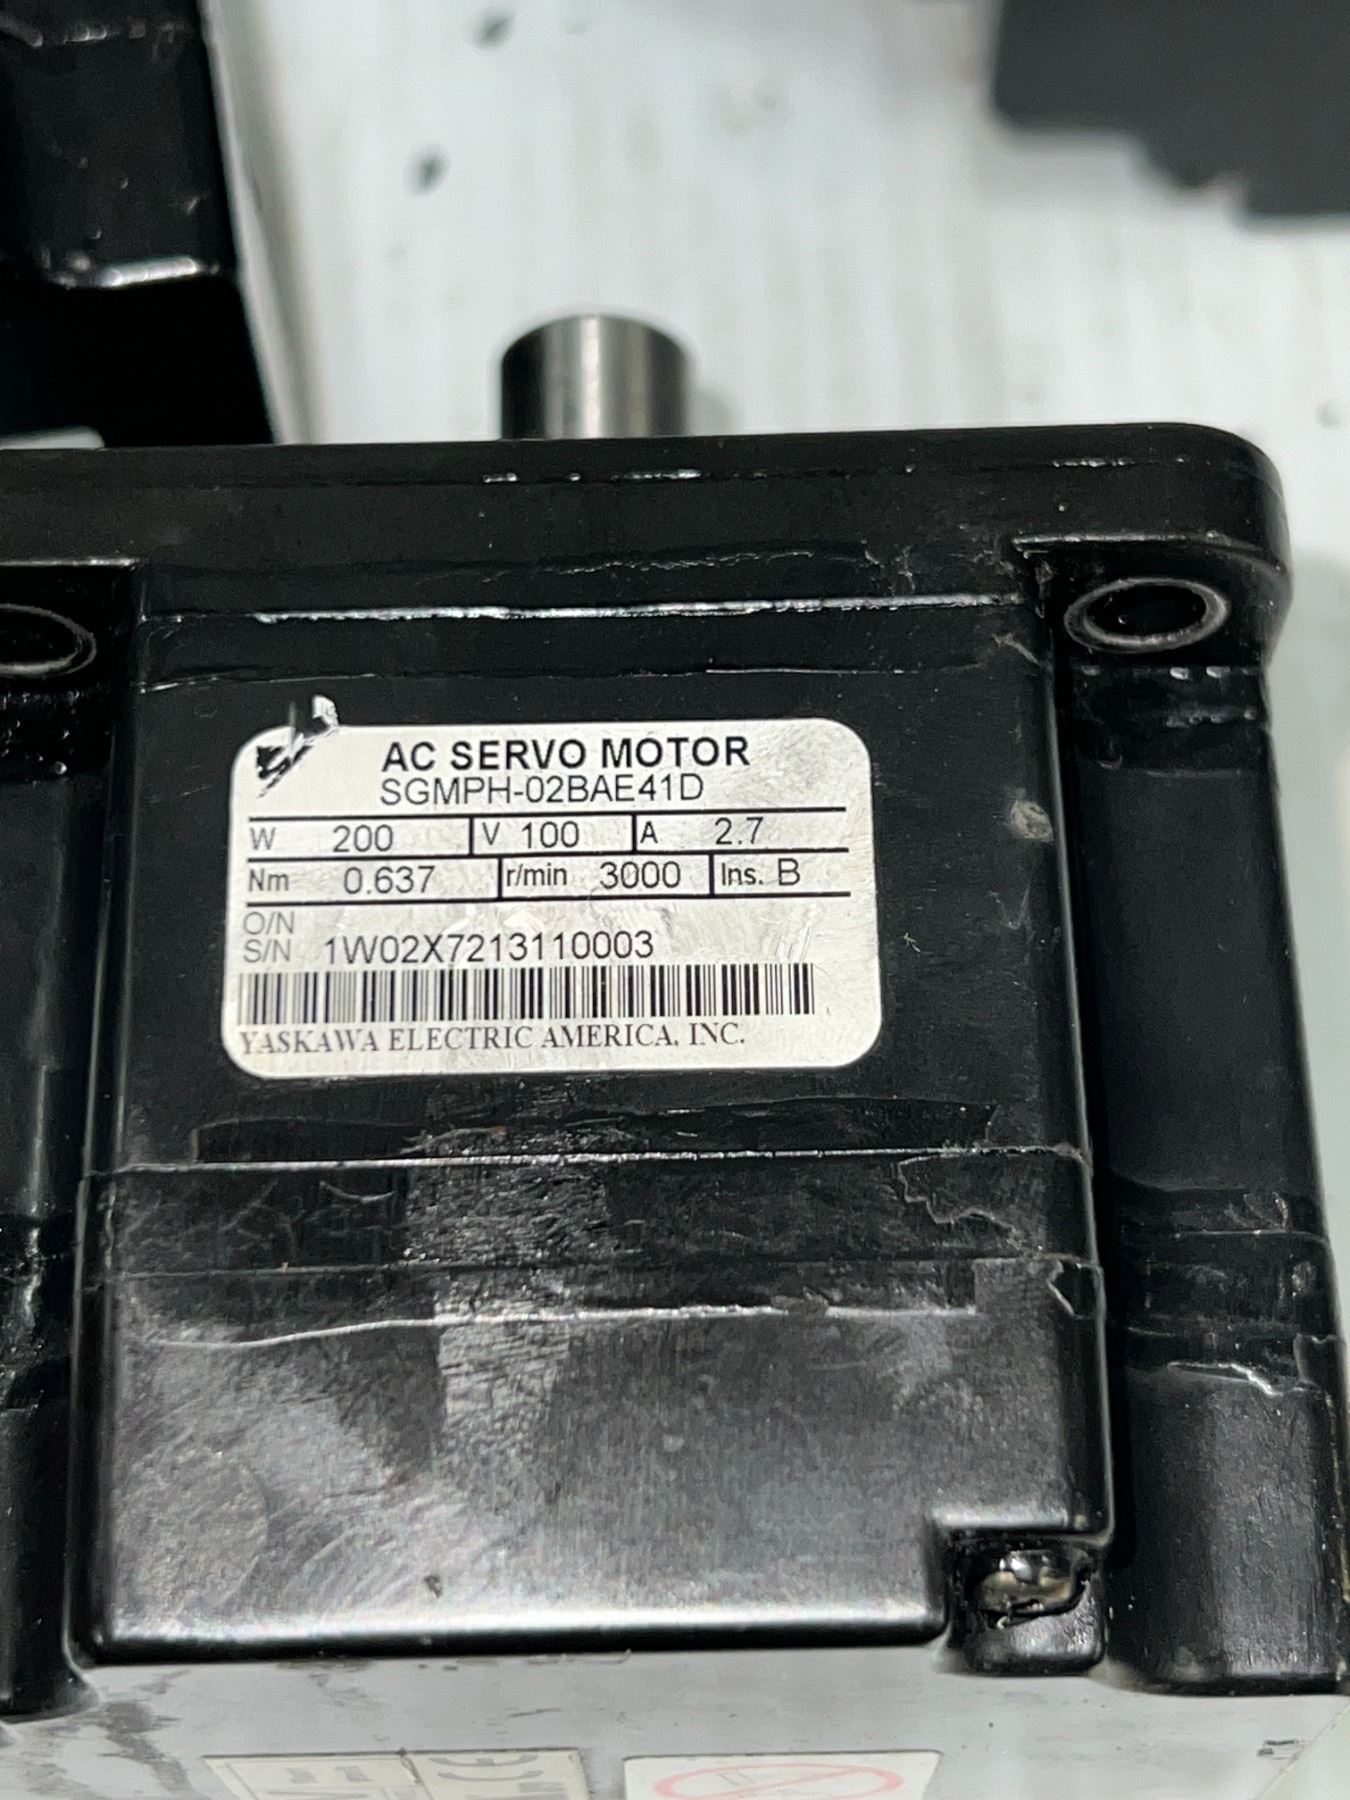 AC SERVO MOTOR
SGMPH-02BAE41D
W 200 V 100 A 2.7
Nm 0.637 r/min 3000 Ins. B
O/N
S/N 1W02X7213110003
YASKAWA ELECTRIC AMERICA, INC.
CE